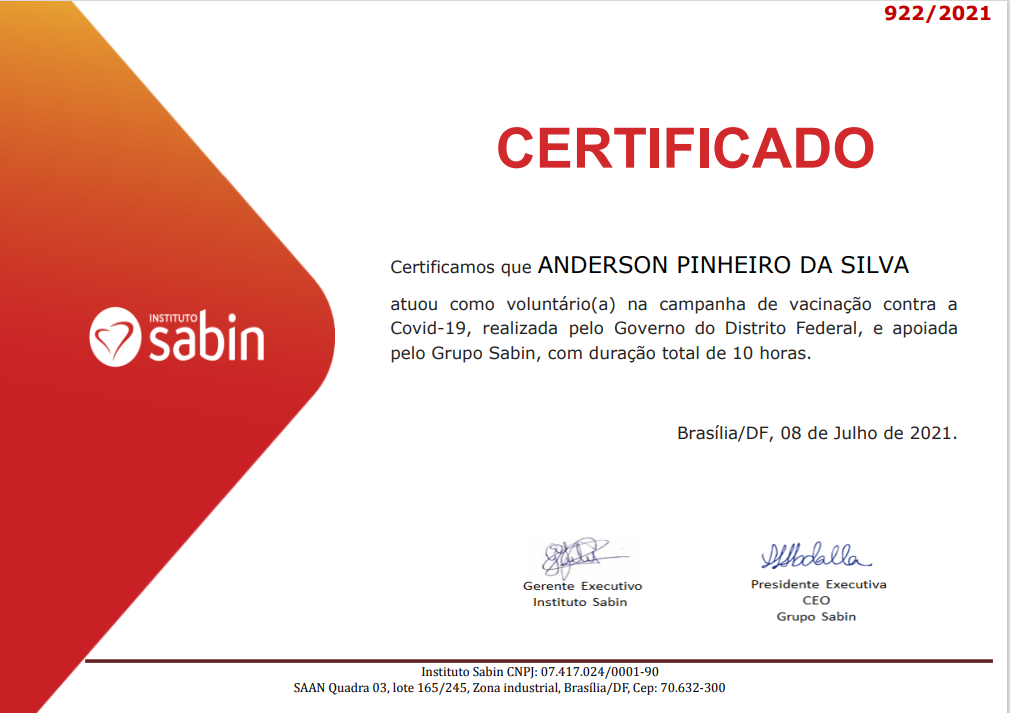 922/2021
CERTIFICADO
Certificamos que ANDERSON PINHEIRO DA SILVA
atuou como voluntário(a) na campanha de vacinação contra a
Covid-19, realizada pelo Governo do Distrito Federal, e apoiada
pelo Grupo Sabin, com duração total de 10 horas.
INSTITUTO
sabin
Brasília/DF, 08 de Julho de 2021.
Gerente Executivo
Instituto Sabin
Presidente Executiva
CEO
Grupo Sabin
Instituto Sabin CNPJ: 07.417.024/0001-90
SAAN Quadra 03, lote 165/245, Zona industrial, Brasília/DF, Cep: 70.632-300